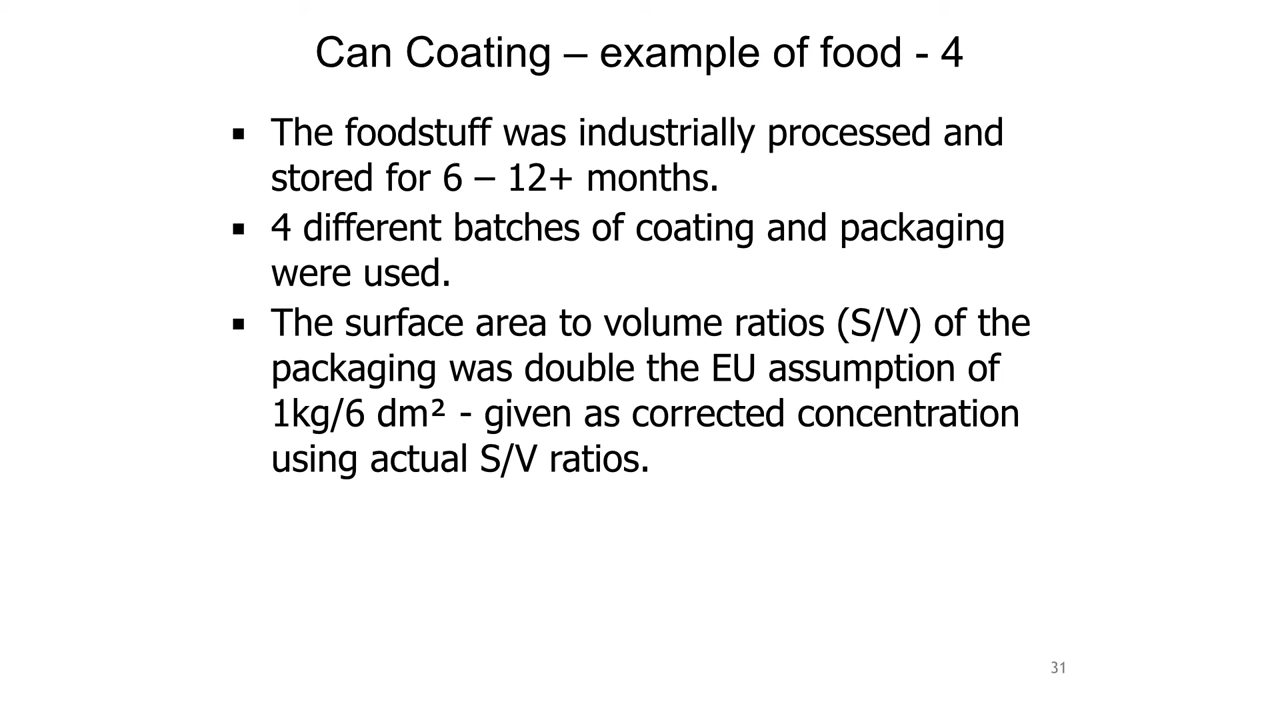 Can Coating – example of food - 4
▪ The foodstuff was industrially processed and
stored for 6 – 12+ months.
▪ 4 different batches of coating and packaging
were used.
▪ The surface area to volume ratios (S/V) of the
packaging was double the EU assumption of
1kg/6 dm² - given as corrected concentration
using actual S/V ratios.
31